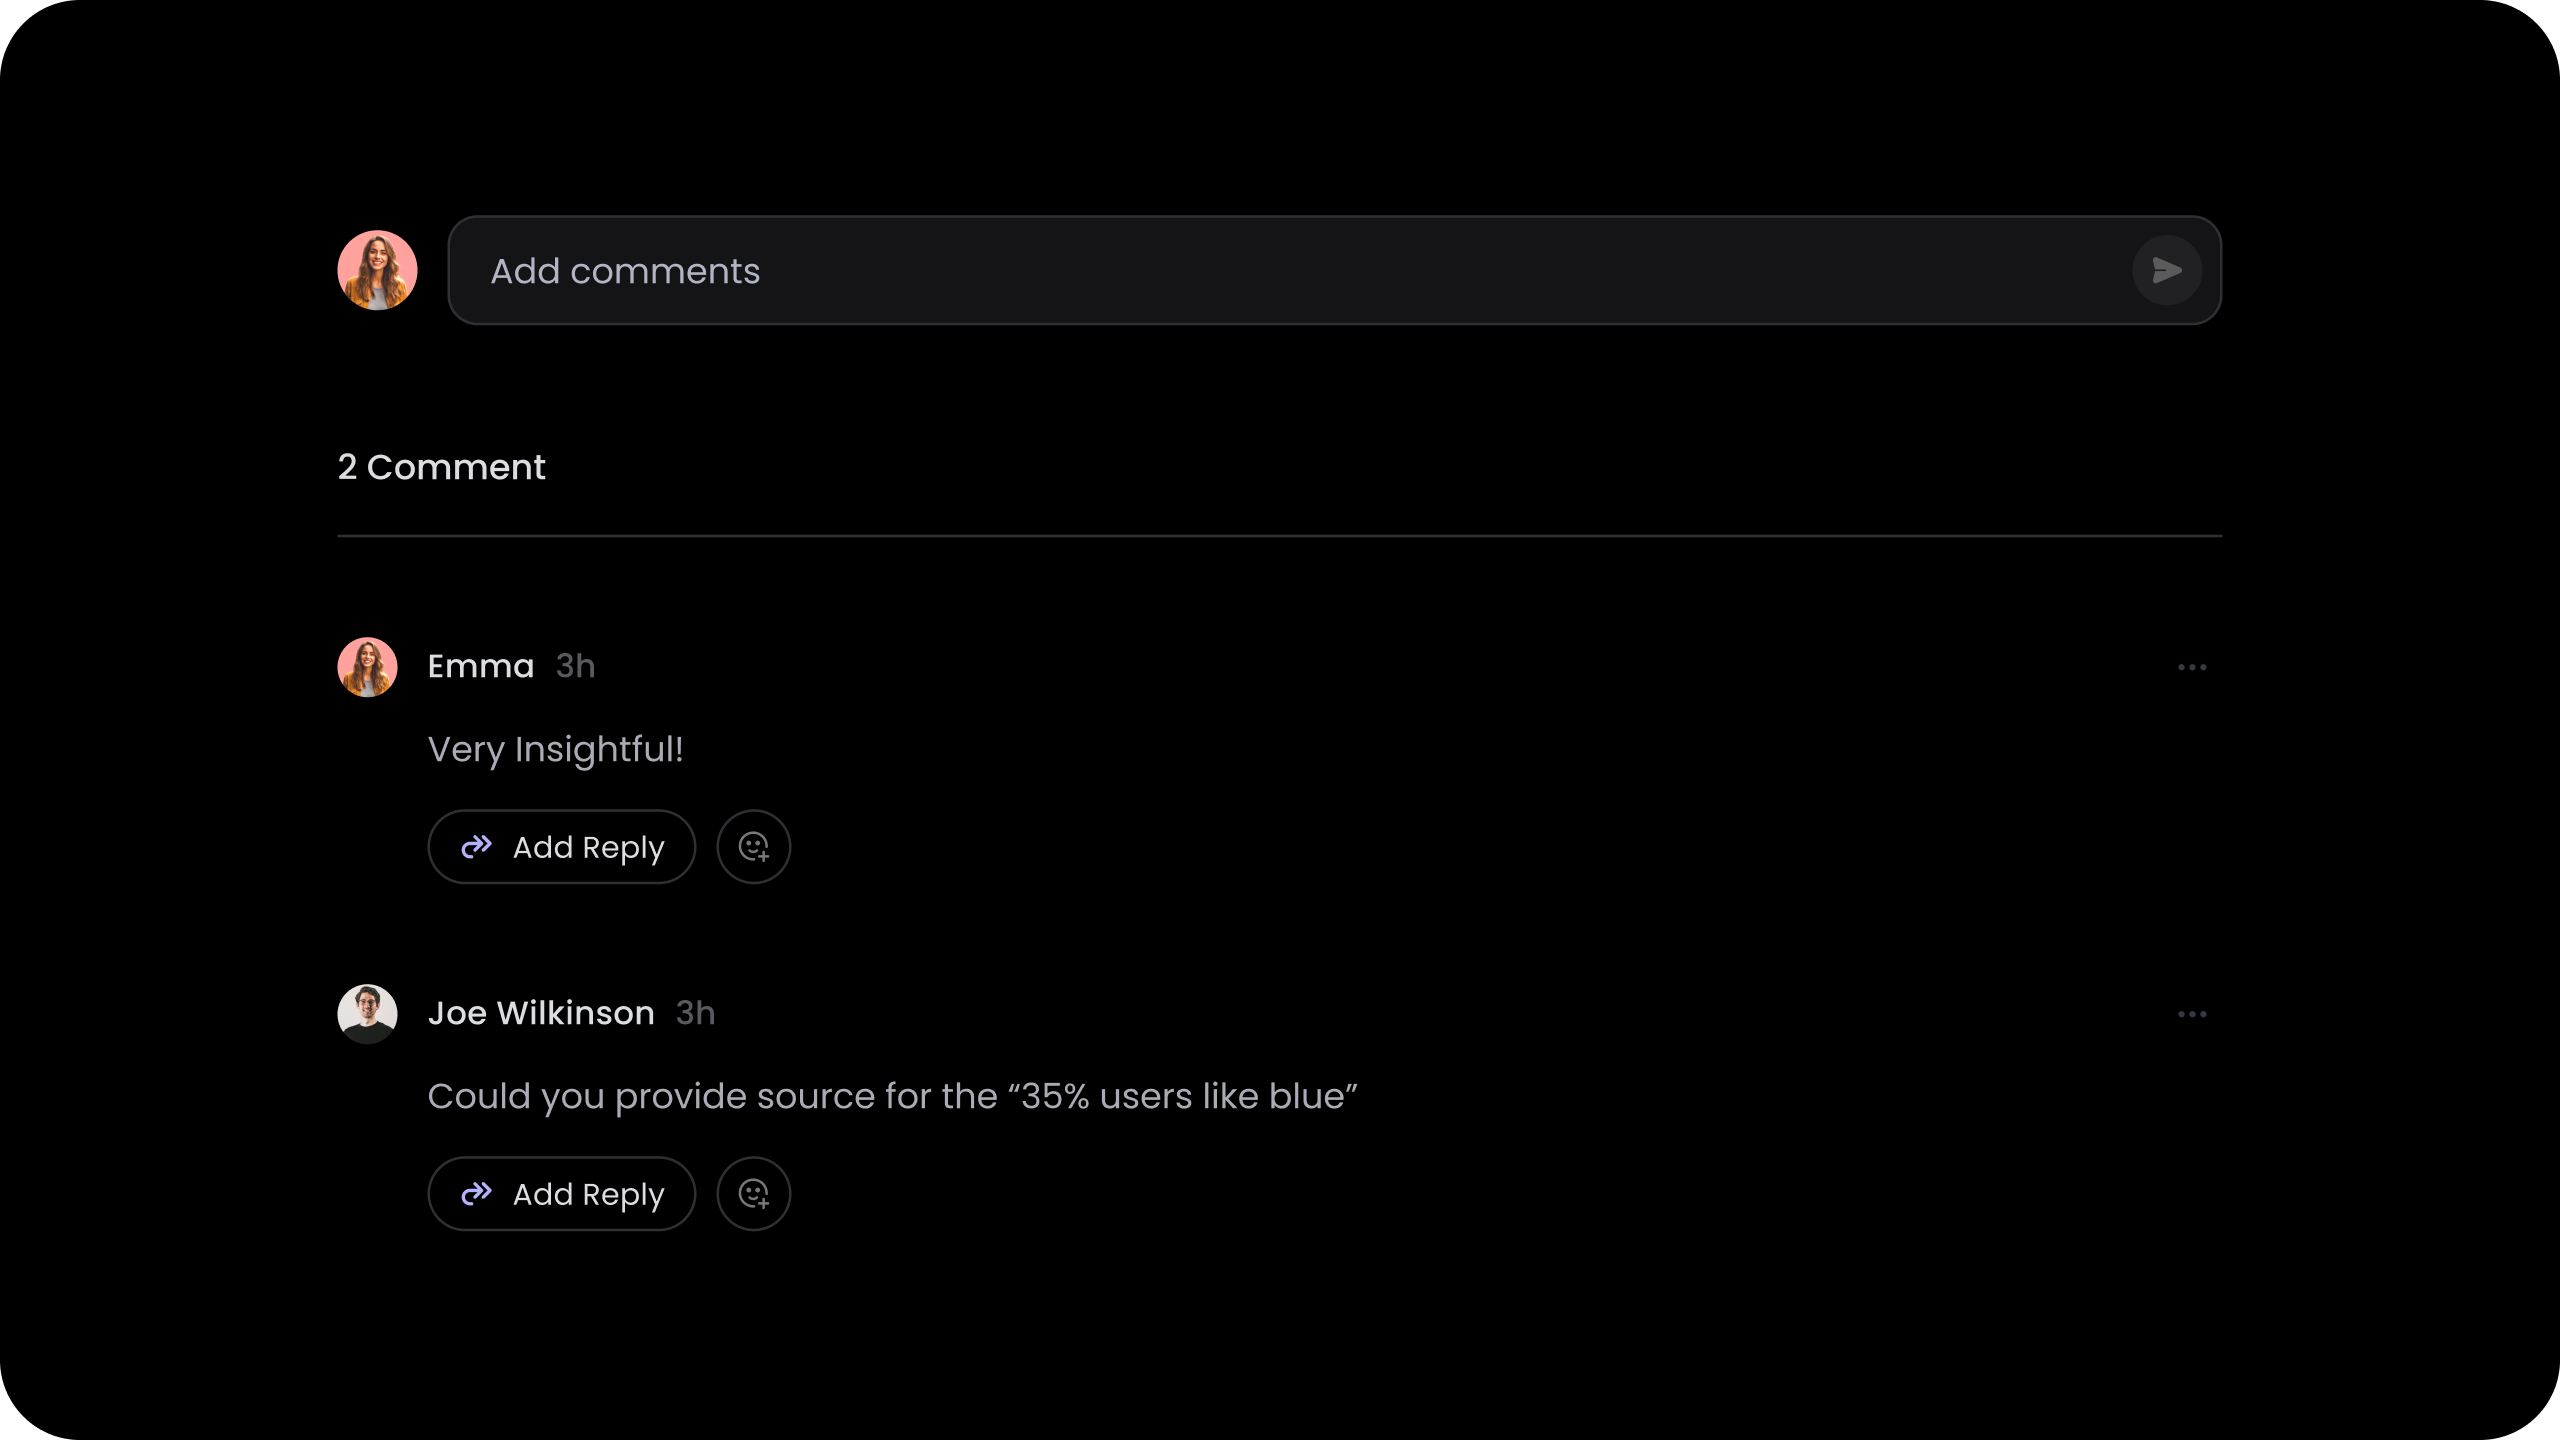 Add comments
2 Comment
Emma 3h
Very Insightful!
Add Reply
Joe Wilkinson 3h
Could you provide source for the “35% users like blue”
Add Reply